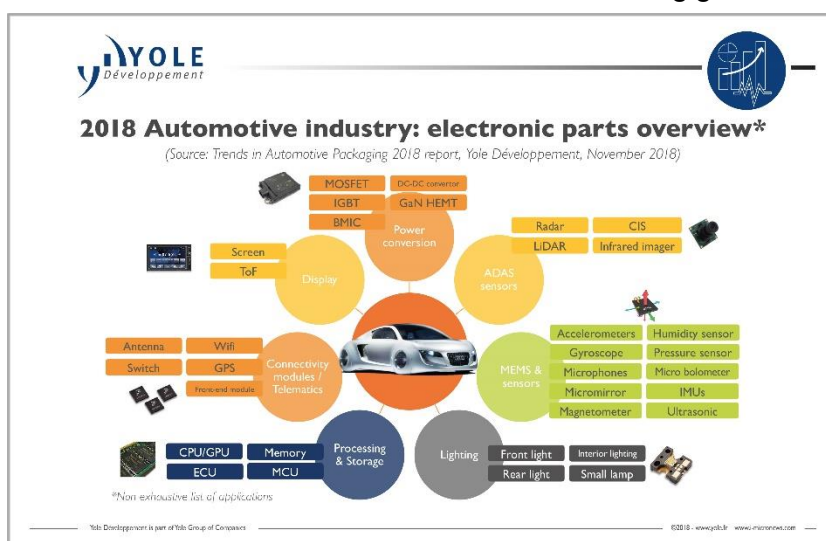 YOLE
Développement
2018 Automotive industry: electronic parts overview*
(Source: Trends in Automotive Packaging 2018 report, Yole Développement, November 2018)
MOSFET
DC-DC convertor
IGBT
GaN HEMT
BMIC
Power
conversion
Radar
CIS
LiDAR
Infrared imager
ADAS
sensors
Screen
ToF
Display
Accelerometers
Humidity sensor
Gyroscope
Pressure sensor
Microphones
Micro bolometer
Micromirror
IMUs
Magnetometer
Ultrasonic
MEMS &
sensors
Antenna
Wifi
Switch
GPS
Front-end module
Connectivity
modules /
Telematics
CPU/GPU
Memory
ECU
MCU
Processing
& Storage
Lighting
Front light
Interior lighting
Rear light
Small lamp
*Non exhaustive list of applications
Yole Développement is part of Yole Group of Companies
©2018 - www.yole.fr www.i-micronews.com